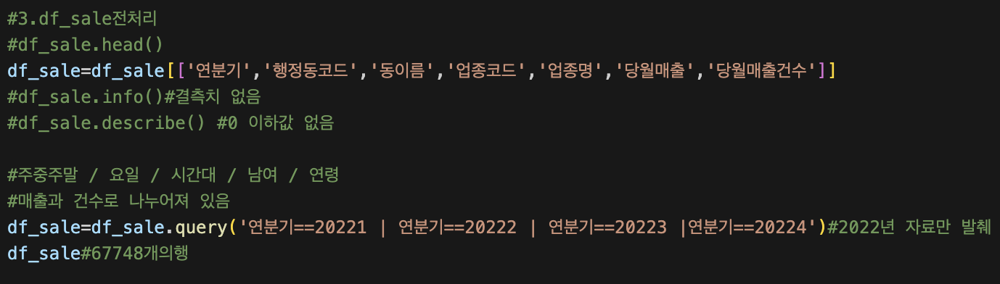 #3.df_sale전처리
#df_sale.head()
df_sale=df_sale[['연분기','행정동코드','동이름','업종코드','업종명','당월매출','당월매출건수']]
#df_sale.info()#결측치 없음
#df_sale.describe() #0 이하값 없음
#주중주말 / 요일 / 시간대 / 남여 / 연령
#매출과 건수로 나누어져 있음
df_sale=df_sale.query('연분기==20221 | 연분기==20222 | 연분기==20223 |연분기==20224')#2022년 자료만 발췌
df_sale#67748개의행